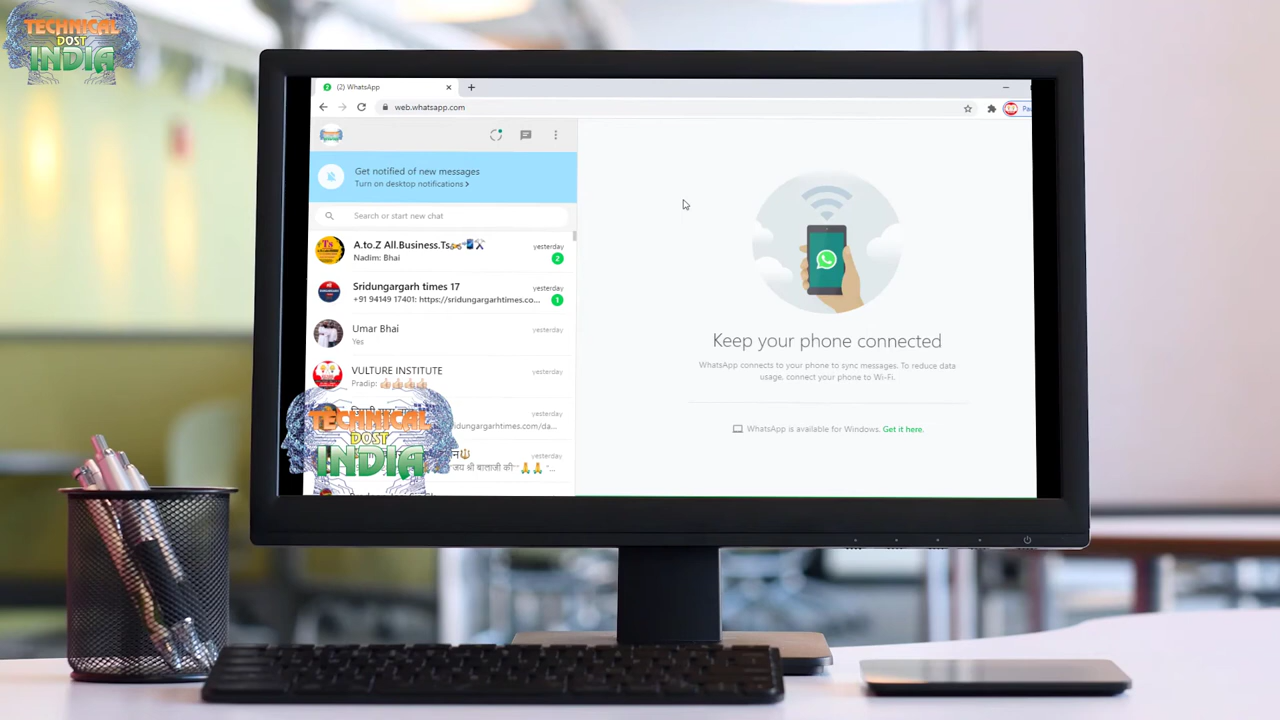 TECHNICAL
DOST
INDIA
(2) WhatsApp
web.whatsapp.com
Get notified of new messages
Turn on desktop notifications >
Search or start new chat
A.to.Z All.Business.Ts
yesterday
Nadim: Bhai
2
Sridungargarh times 17
yesterday
+91 94149 17401: https://sridungargarhtimes.co...
1
Umar Bhai
yesterday
Yes
VULTURE INSTITUTE
yesterday
Pradip: 👍👍👍👍
yesterday
ngargarhtimes.com/da...
yesterday
जय श्री बालाजी की 🙏🙏 "...
TECHNICAL
DOST
INDIA
Keep your phone connected
WhatsApp connects to your phone to sync messages. To reduce data
usage, connect your phone to Wi-Fi.
WhatsApp is available for Windows. Get it here.